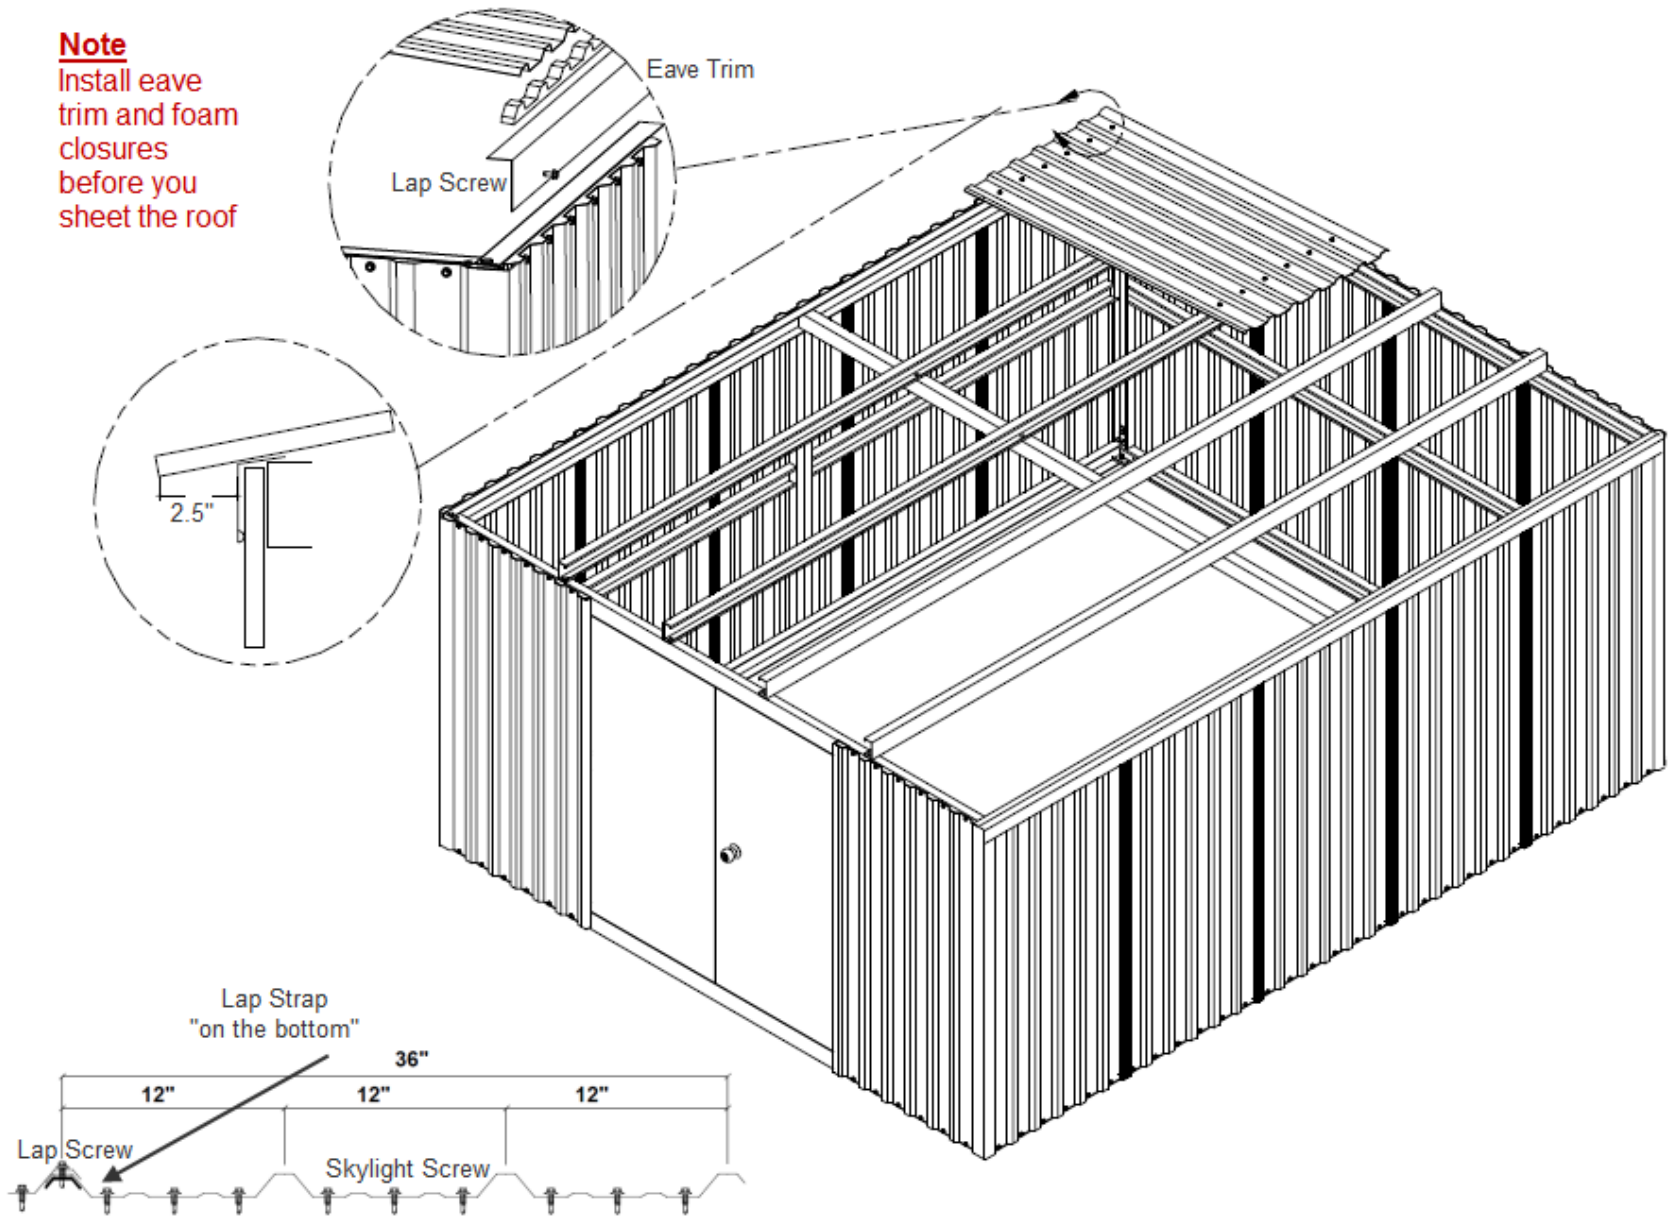 Note
Install eave
trim and foam
closures
before you
sheet the roof
Eave Trim
Lap Screw
2.5"
Lap Strap
"on the bottom"
36"
12" 12" 12"
Lap Screw
Skylight Screw